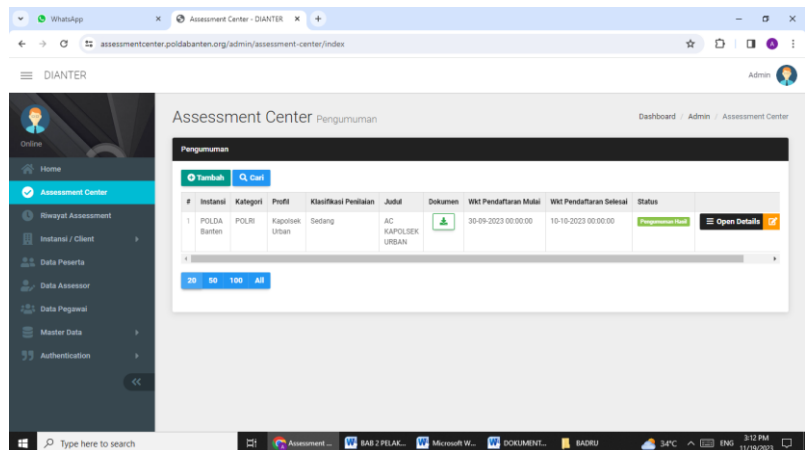 WhatsApp
Assessment Center - DIANTER
assessmentcenter.poldabanten.org/admin/assessment-center/index
DIANTER
Admin
Online
Home
Assessment Center
Riwayat Assessment
Instansi / Client
Data Peserta
Data Assessor
Data Pegawai
Master Data
Authentication
Assessment Center Pengumuman
Dashboard / Admin / Assessment Center
Pengumuman
Tambah Cari
# Instansi Kategori Profil Klasifikasi Penilaian Judul Dokumen Wkt Pendaftaran Mulai Wkt Pendaftaran Selesai Status
1 POLDA Banten POLRI Kapolsek Urban Sedang AC KAPOLSEK URBAN 30-09-2023 00:00:00 10-10-2023 00:00:00 Pengumuman Hasil Open Details
20 50 100 All
Type here to search
Assessment ...
BAB 2 PELAK...
Microsoft W...
DOKUMENT...
BADRU
34°C
ENG
3:12 PM
11/19/2023